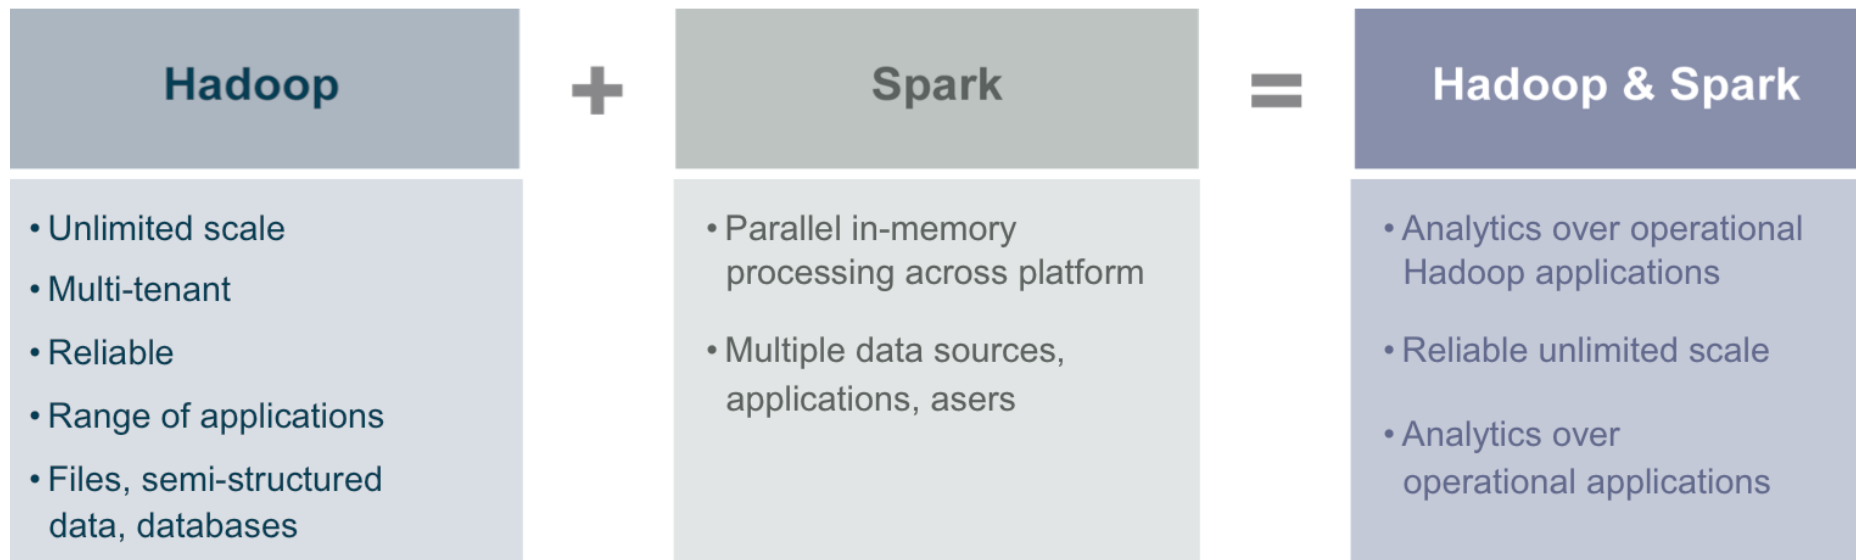 Hadoop
+
Spark
=
Hadoop & Spark
• Unlimited scale
• Multi-tenant
• Reliable
• Range of applications
• Files, semi-structured
data, databases
• Parallel in-memory
processing across platform
• Multiple data sources,
applications, asers
• Analytics over operational
Hadoop applications
• Reliable unlimited scale
• Analytics over
operational applications